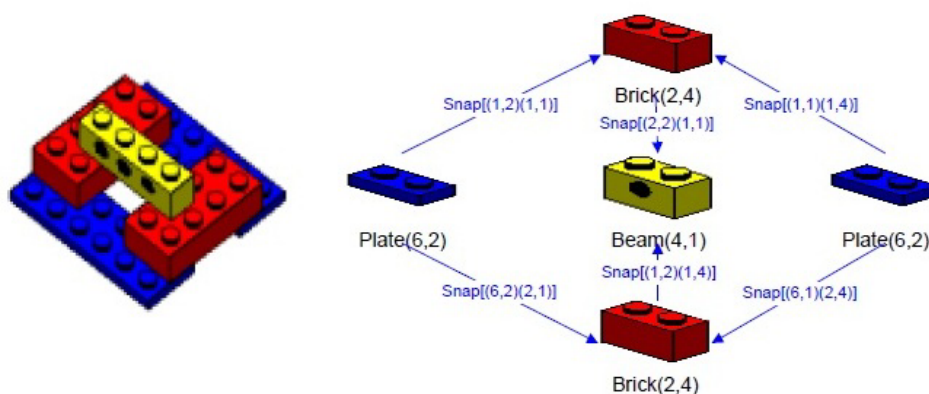 Brick(2,4)
Snap[(1,2)(1,1)]
Snap[(1,1)(1,4)]
Snap[(2,2)(1,1)]
Plate(6,2)
Beam(4,1)
Plate(6,2)
Snap[(1,2)(1,4)]
Snap[(6,2)(2,1)]
Snap[(6,1)(2,4)]
Brick(2,4)